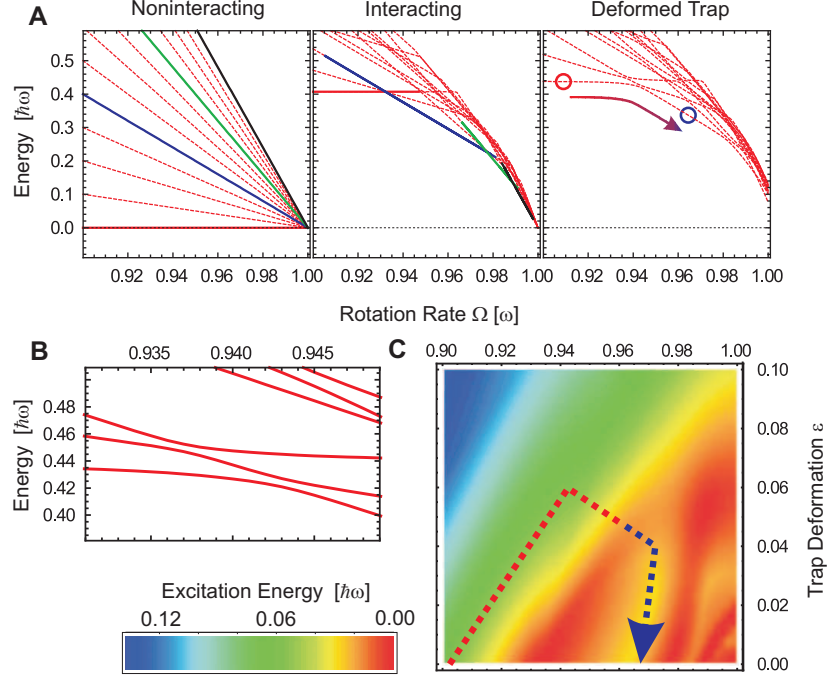 A
Noninteracting
Interacting
Deformed Trap
Energy [ħω]
0.5
0.4
0.3
0.2
0.1
0.0
0.92 0.94 0.96 0.98 1.00
0.92 0.94 0.96 0.98 1.00
0.92 0.94 0.96 0.98 1.00
Rotation Rate Ω [ω]
B
0.935 0.940 0.945
Energy [ħω]
0.48
0.46
0.44
0.42
0.40
Excitation Energy [ħω]
0.12 0.06 0.00
C
0.90 0.92 0.94 0.96 0.98 1.00
0.10
0.08
0.06
0.04
0.02
0.00
Trap Deformation ε